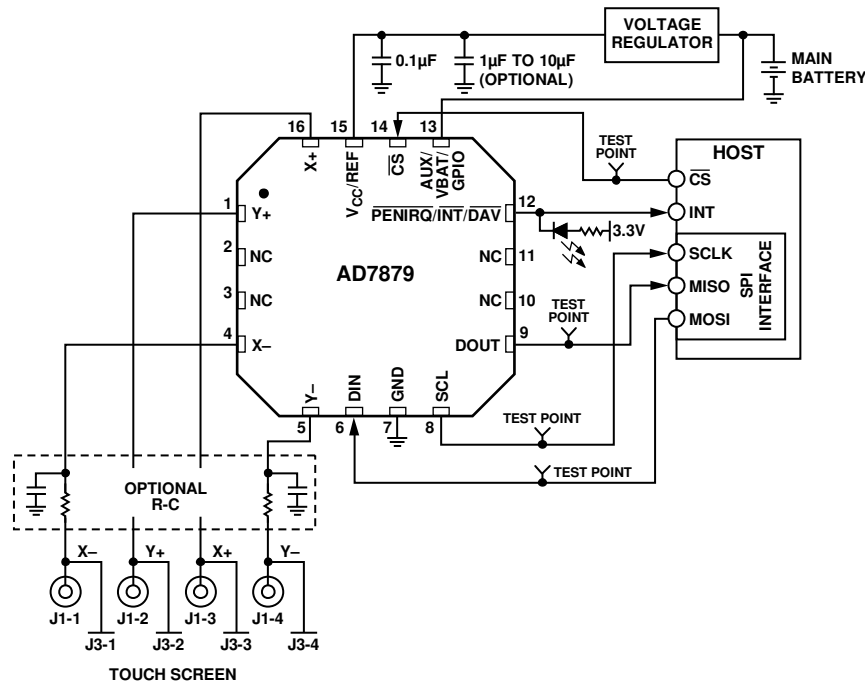 VOLTAGE
REGULATOR
0.1µF
1µF TO 10µF
(OPTIONAL)
MAIN
BATTERY
16
15
14
13
X+
VCC/REF
CS
AUX/
VBAT/
GPIO
TEST
POINT
HOST
CS
1
Y+
PENIRQ/INT/DAV
12
INT
3.3V
2
NC
NC
11
SCLK
AD7879
MISO
SPI
INTERFACE
3
NC
NC
10
TEST
POINT
MOSI
4
X–
DOUT
9
Y–
DIN
GND
SCL
5
6
7
8
TEST POINT
TEST POINT
OPTIONAL
R-C
X–
Y+
X+
Y–
J1-1
J1-2
J1-3
J1-4
J3-1
J3-2
J3-3
J3-4
TOUCH SCREEN